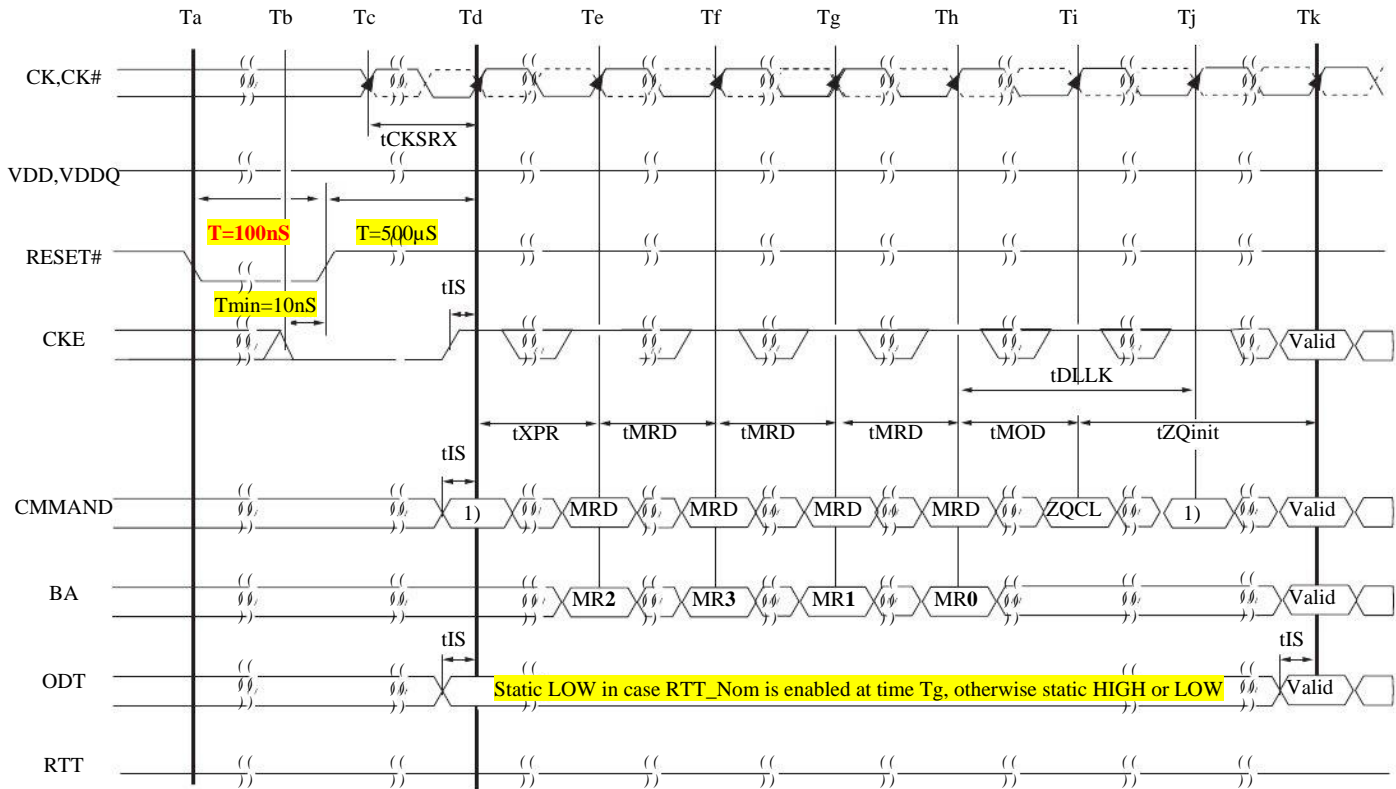 Ta Tb Tc Td Te Tf Tg Th Ti Tj Tk
CK,CK#
tCKSRX
VDD,VDDQ
T=100nS T=500µS
RESET#
Tmin=10nS tIS
CKE Valid
tDLLK
tXPR tMRD tMRD tMRD tMOD tZQinit
tIS
CMMAND 1) MRD MRD MRD MRD ZQCL 1) Valid
BA MR2 MR3 MR1 MR0 Valid
tIS tIS
ODT Static LOW in case RTT_Nom is enabled at time Tg, otherwise static HIGH or LOW Valid
RTT